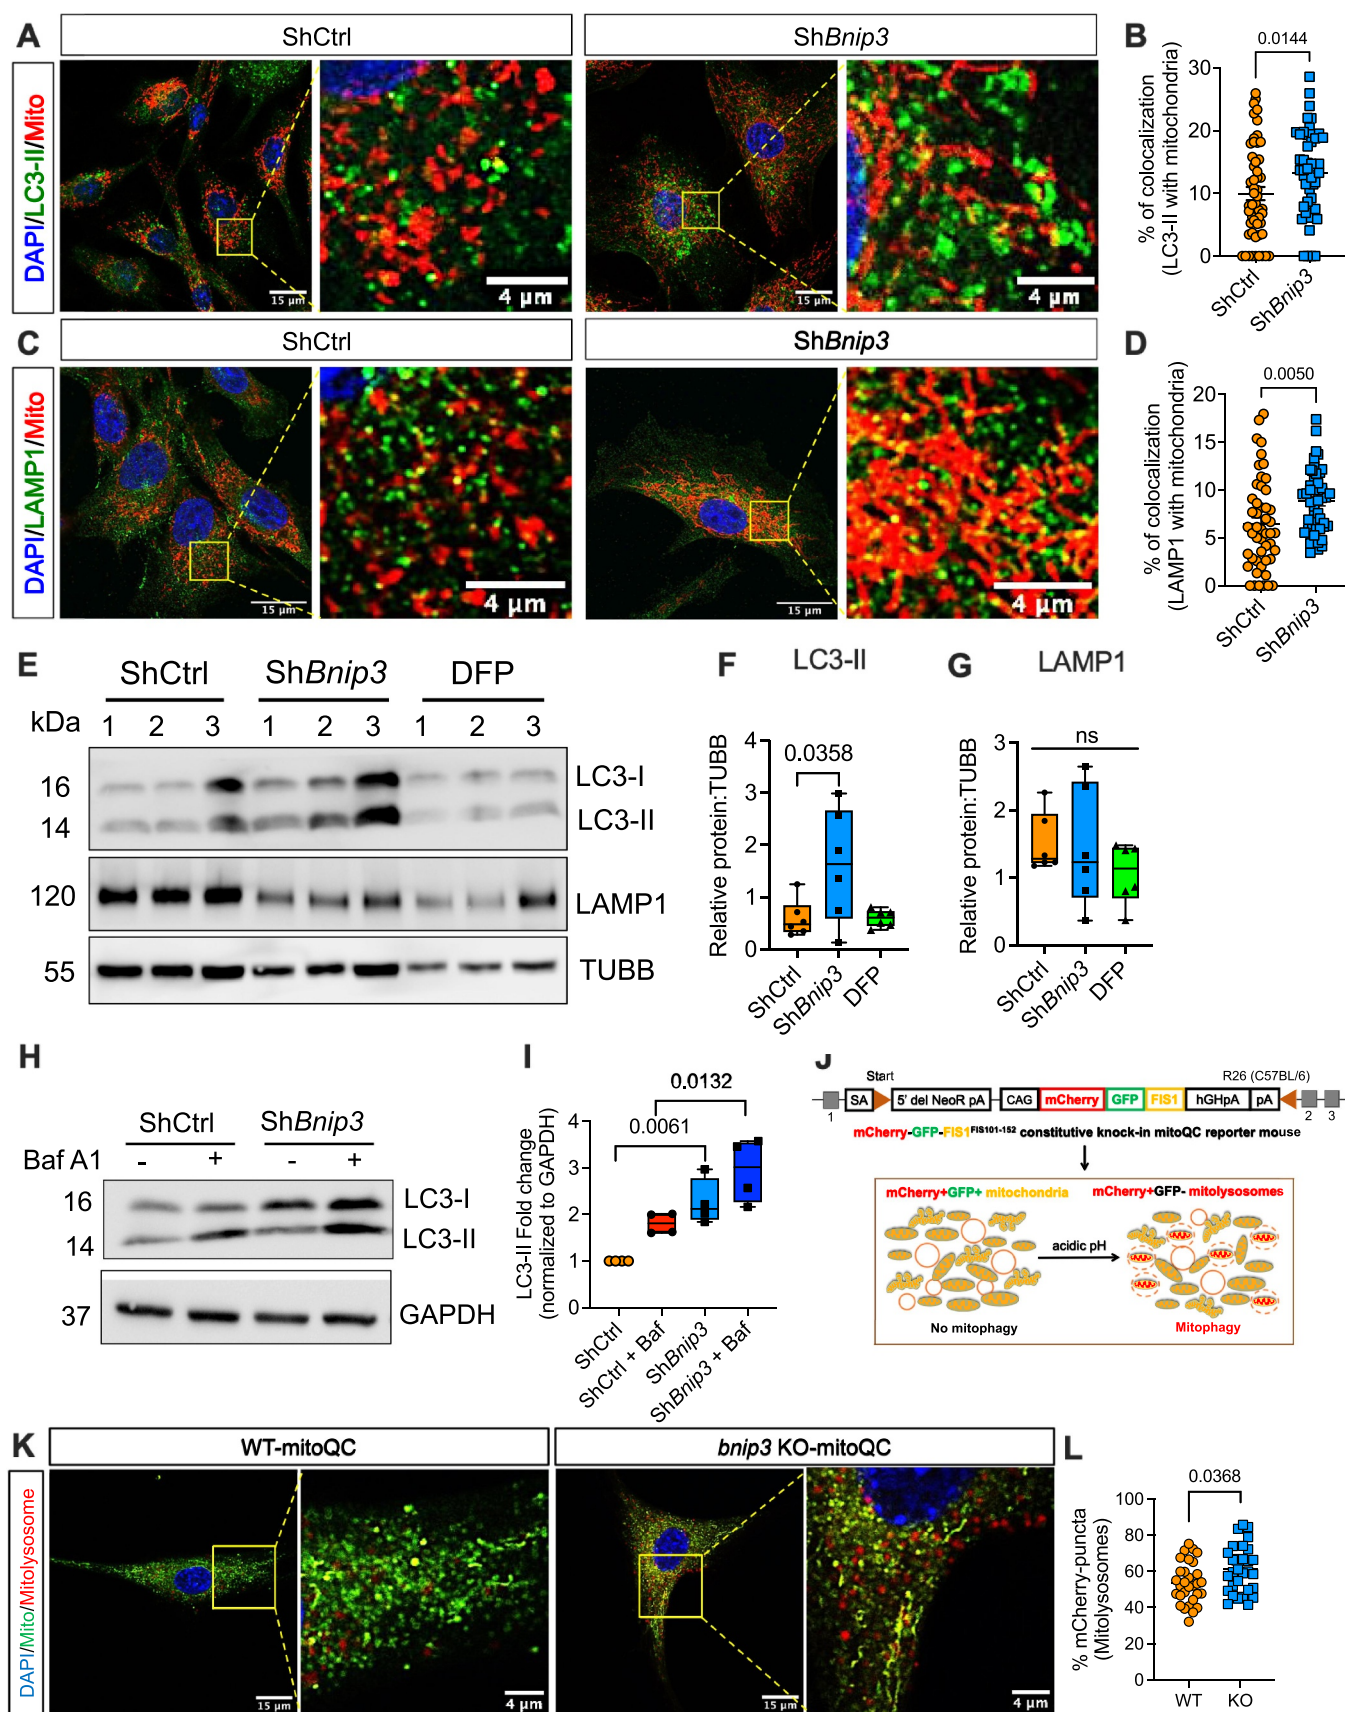 A
ShCtrl
ShBnip3
DAPI/LC3-II/Mito
15 µm
4 µm
15 µm
4 µm
B
0.0144
% of colocalization
(LC3-II with mitochondria)
30
20
10
0
ShCtrl
ShBnip3
C
ShCtrl
ShBnip3
DAPI/LAMP1/Mito
15 µm
4 µm
15 µm
4 µm
D
0.0050
% of colocalization
(LAMP1 with mitochondria)
20
15
10
5
0
ShCtrl
ShBnip3
E
ShCtrl ShBnip3 DFP
kDa 1 2 3 1 2 3 1 2 3
16 LC3-I
14 LC3-II
120 LAMP1
55 TUBB
F LC3-II
Relative protein:TUBB
0.0358
4
3
2
1
0
ShCtrl
ShBnip3
DFP
G LAMP1
Relative protein:TUBB
ns
3
2
1
0
ShCtrl
ShBnip3
DFP
H
ShCtrl ShBnip3
Baf A1 - + - +
16 LC3-I
14 LC3-II
37 GAPDH
I
0.0132
0.0061
LC3-II Fold change
(normalized to GAPDH)
4
3
2
1
0
ShCtrl
ShCtrl + Baf
ShBnip3
ShBnip3 + Baf
J
Start R26 (C57BL/6)
SA 5' del NeoR pA CAG mCherry GFP FIS1 hGHpA pA
1 2 3
mCherry-GFP-FIS1FIS101-152 constitutive knock-in mitoQC reporter mouse
mCherry+GFP+ mitochondria mCherry+GFP- mitolysosomes
acidic pH
No mitophagy Mitophagy
K
WT-mitoQC
bnip3 KO-mitoQC
DAPI/Mito/Mitolysosome
15 µm
4 µm
15 µm
4 µm
L
0.0368
% mCherry-puncta
(Mitolysosomes)
100
80
60
40
20
0
WT KO